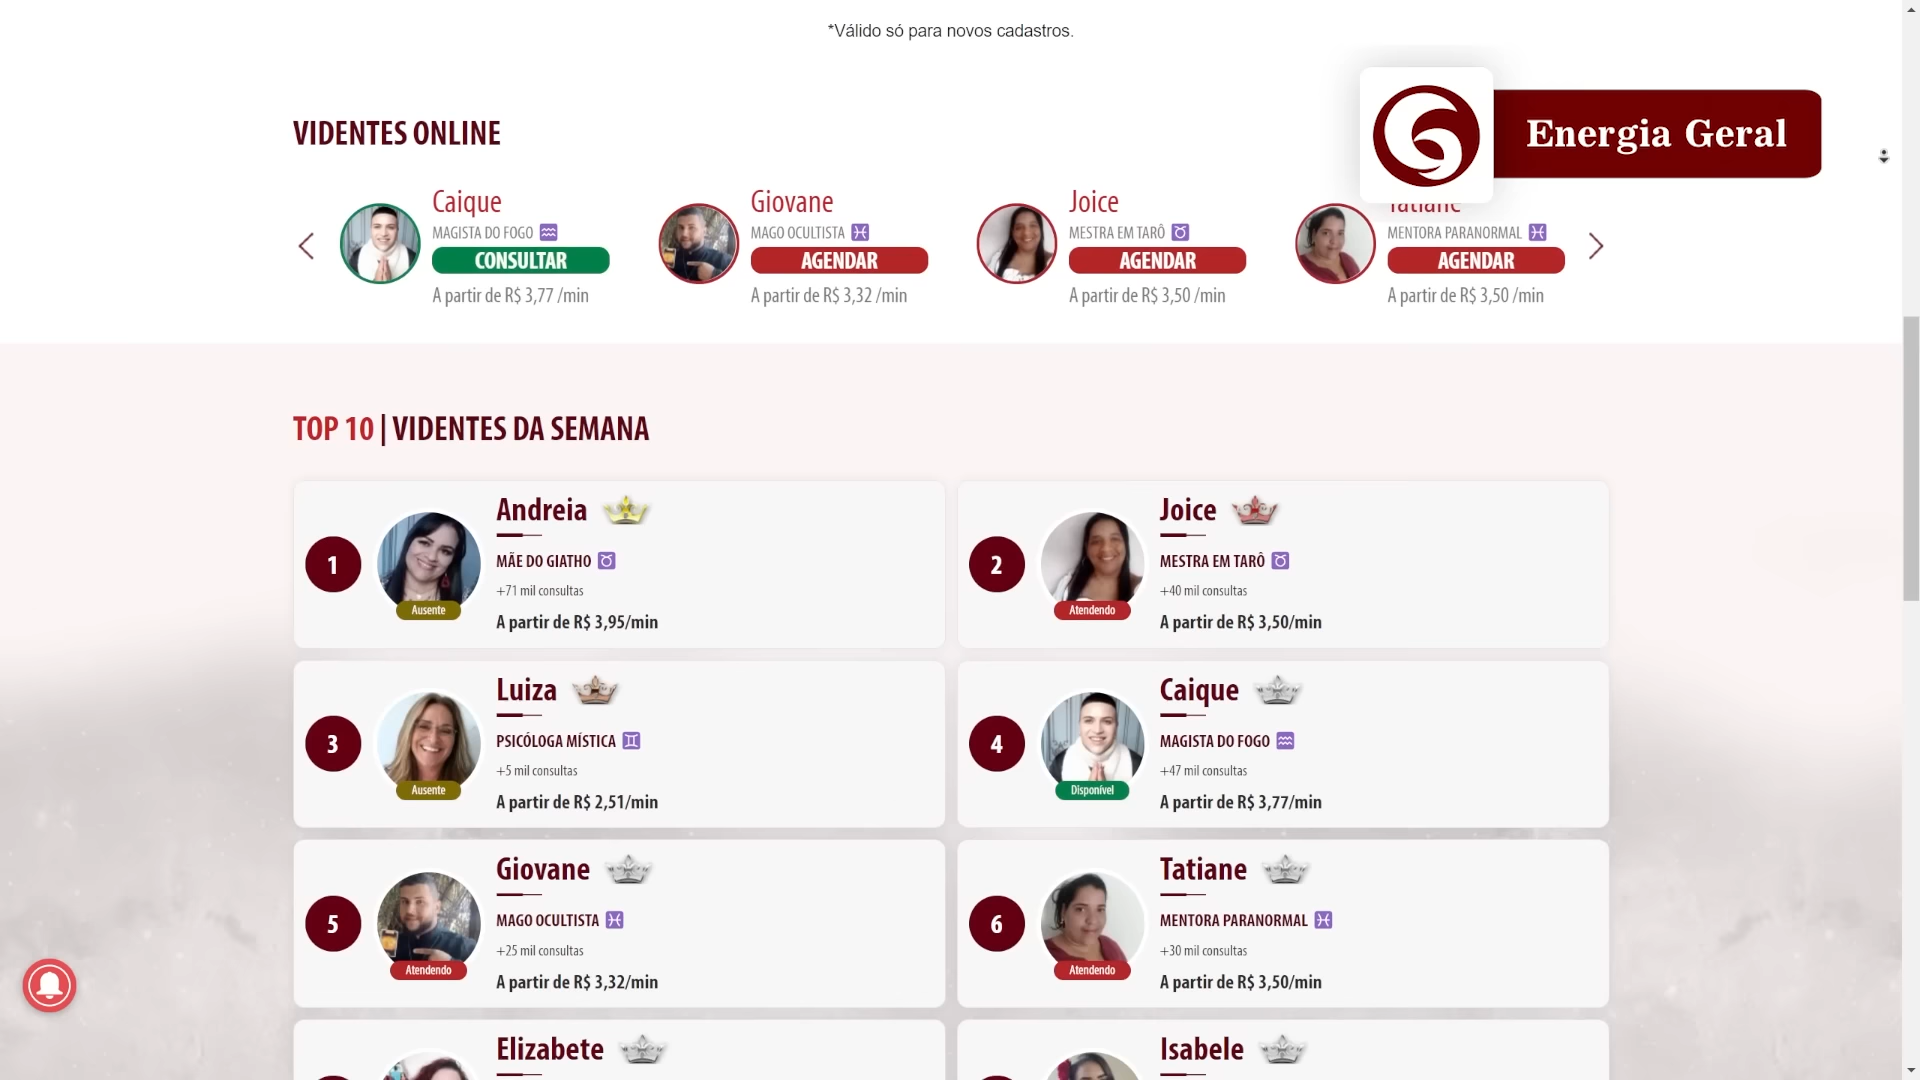 *Válido só para novos cadastros.
Energia Geral
VIDENTES ONLINE
Caique
MAGISTA DO FOGO ♒
CONSULTAR
A partir de R$ 3,77 /min
Giovane
MAGO OCULTISTA ♓
AGENDAR
A partir de R$ 3,32 /min
Joice
MESTRA EM TARÔ ♉
AGENDAR
A partir de R$ 3,50 /min
Tatiane
MENTORA PARANORMAL ♓
AGENDAR
A partir de R$ 3,50 /min
TOP 10 | VIDENTES DA SEMANA
1
Andreia
MÃE DO GIATHO ♉
+71 mil consultas
A partir de R$ 3,95/min
Ausente
2
Joice
MESTRA EM TARÔ ♉
+40 mil consultas
A partir de R$ 3,50/min
Atendendo
3
Luiza
PSICÓLOGA MÍSTICA ♊
+5 mil consultas
A partir de R$ 2,51/min
Ausente
4
Caique
MAGISTA DO FOGO ♒
+47 mil consultas
A partir de R$ 3,77/min
Disponível
5
Giovane
MAGO OCULTISTA ♓
+25 mil consultas
A partir de R$ 3,32/min
Atendendo
6
Tatiane
MENTORA PARANORMAL ♓
+30 mil consultas
A partir de R$ 3,50/min
Atendendo
Elizabete
Isabele